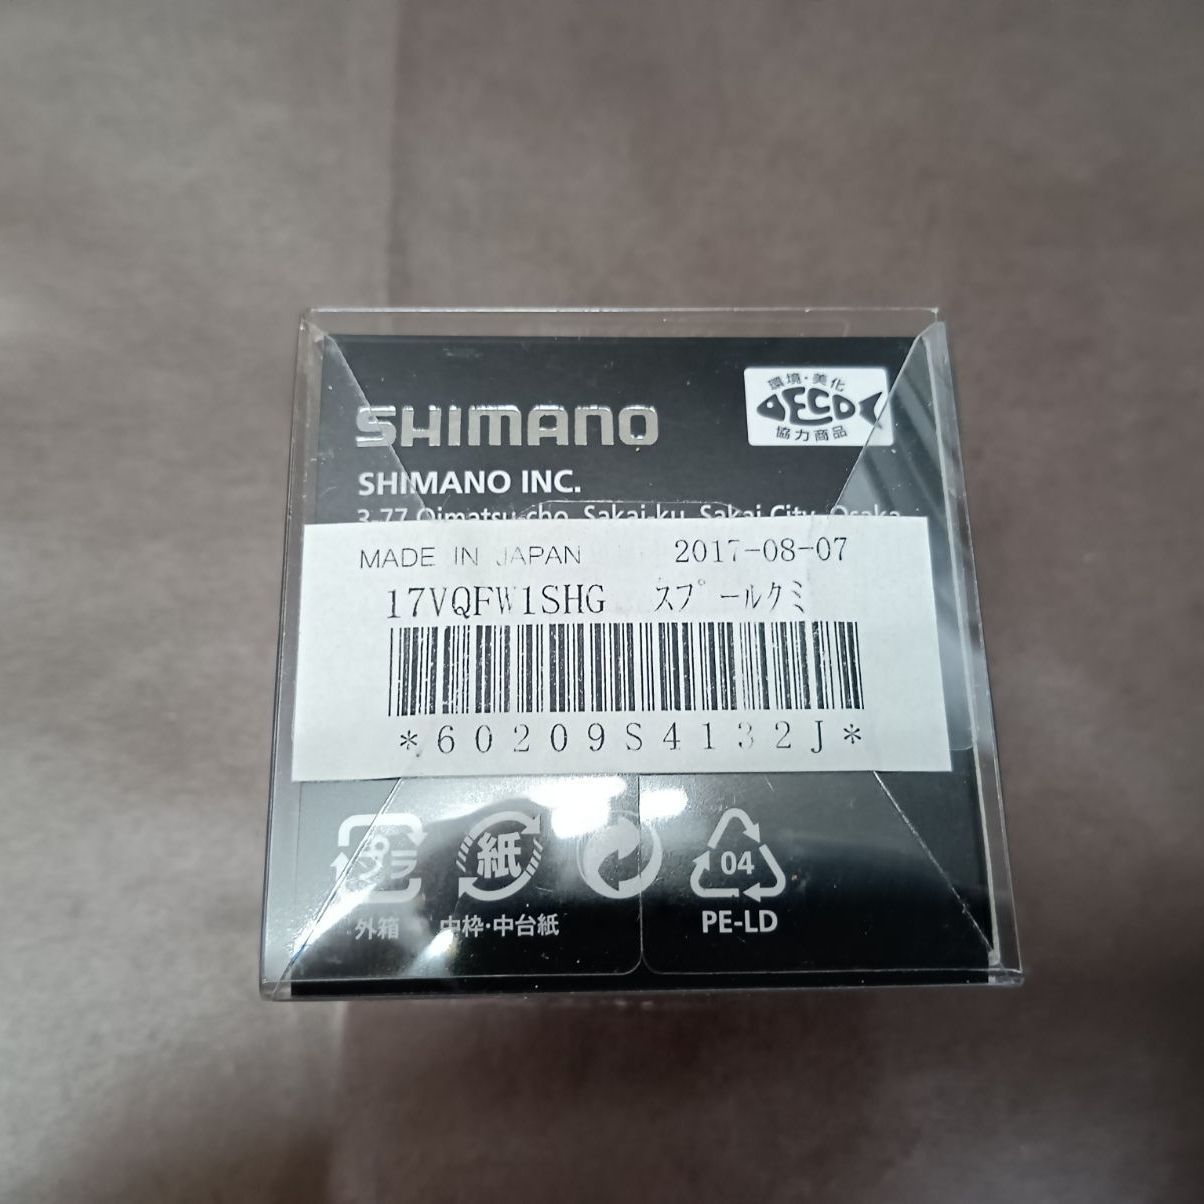 SHIMANO
環境・美化
ECO
協力商品
SHIMANO INC.
3-77 Oimatsu-cho, Sakai-ku, Sakai City, Osaka
MADE IN JAPAN 2017-08-07
17VQFW1SHG ｽﾌﾟｰﾙｸﾐ
*60209S4132J*
プラ
紙
04
外箱
中枠・中台紙
PE-LD